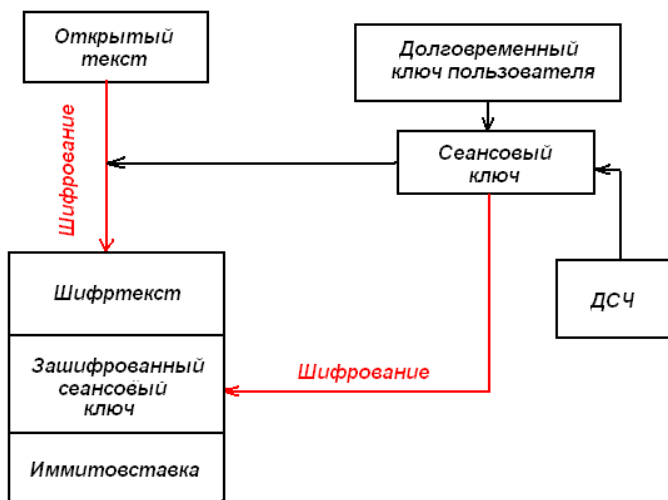 Открытый
текст
Долговременный
ключ пользователя
Шифрование
Сеансовый
ключ
Шифртекст
ДСЧ
Зашифрованный
сеансовый
ключ
Шифрование
Иммитовставка